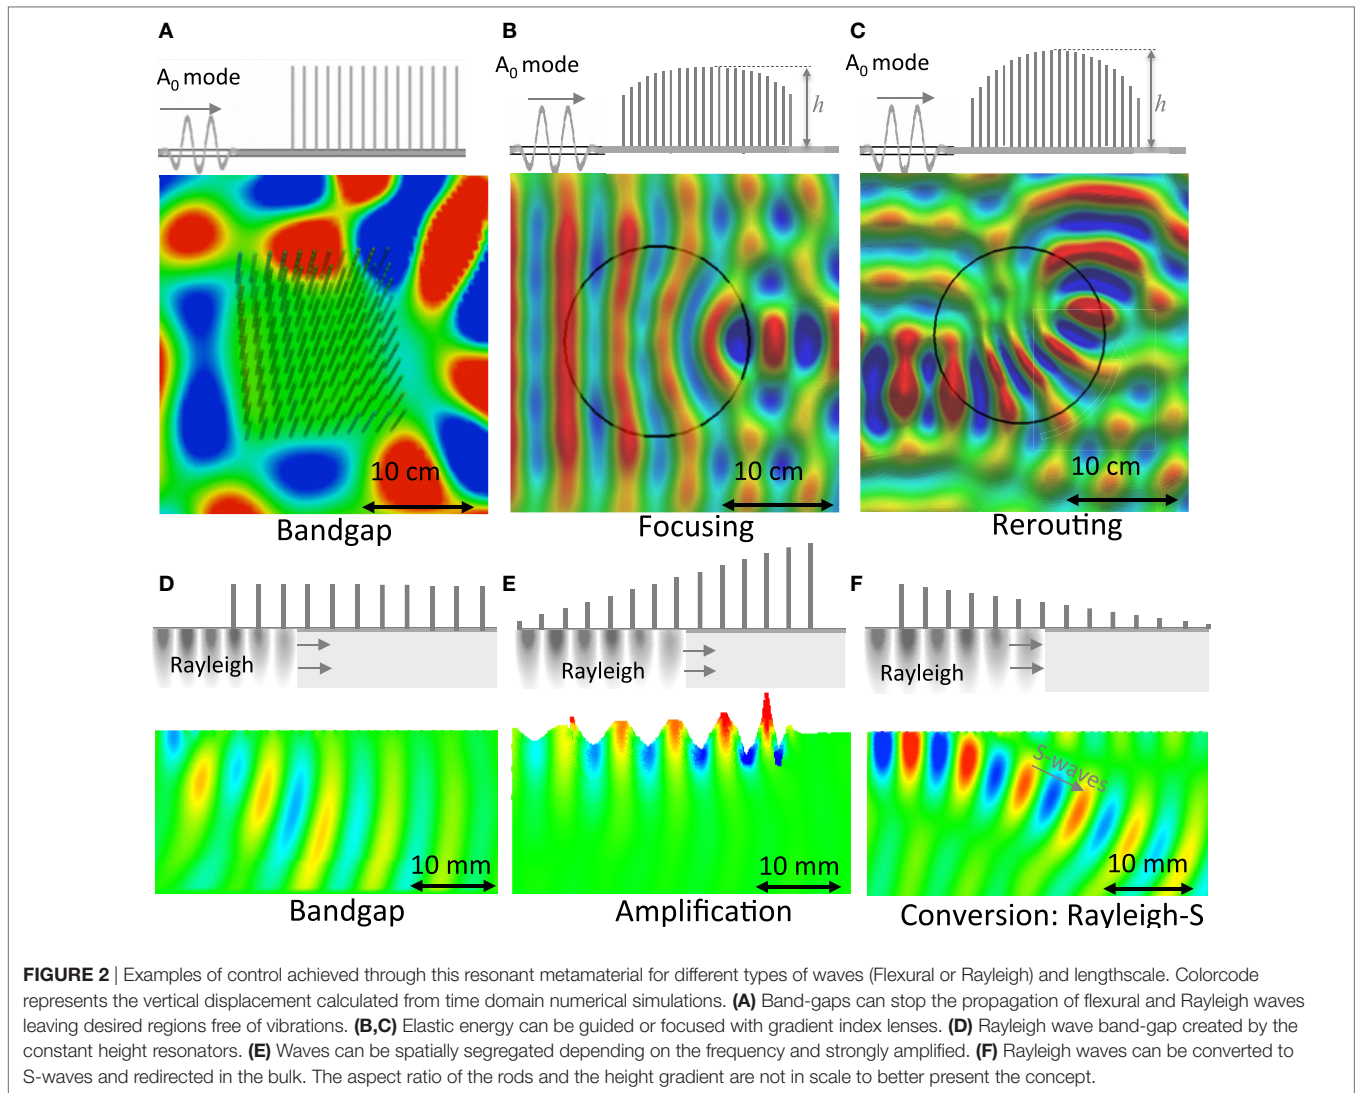 A
A0 mode
10 cm
Bandgap
B
A0 mode
h
10 cm
Focusing
C
A0 mode
h
10 cm
Rerouting
D
Rayleigh
10 mm
Bandgap
E
Rayleigh
10 mm
Amplification
F
Rayleigh
S-waves
10 mm
Conversion: Rayleigh-S
FIGURE 2 | Examples of control achieved through this resonant metamaterial for different types of waves (Flexural or Rayleigh) and lengthscale. Colorcode
represents the vertical displacement calculated from time domain numerical simulations. (A) Band-gaps can stop the propagation of flexural and Rayleigh waves
leaving desired regions free of vibrations. (B,C) Elastic energy can be guided or focused with gradient index lenses. (D) Rayleigh wave band-gap created by the
constant height resonators. (E) Waves can be spatially segregated depending on the frequency and strongly amplified. (F) Rayleigh waves can be converted to
S-waves and redirected in the bulk. The aspect ratio of the rods and the height gradient are not in scale to better present the concept.